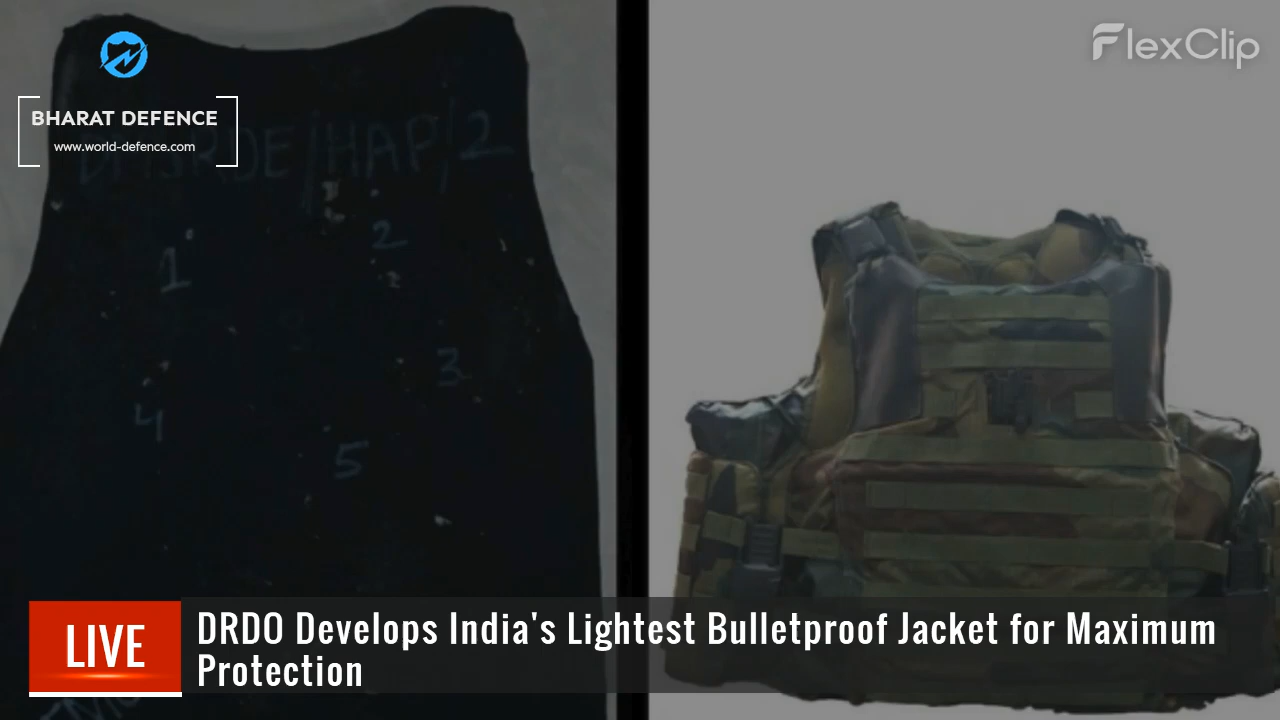 FlexClip
BHARAT DEFENCE
www.world-defence.com
DMSRDE/HAP/2
1
2
3
4
5
LIVE
DRDO Develops India's Lightest Bulletproof Jacket for Maximum
Protection